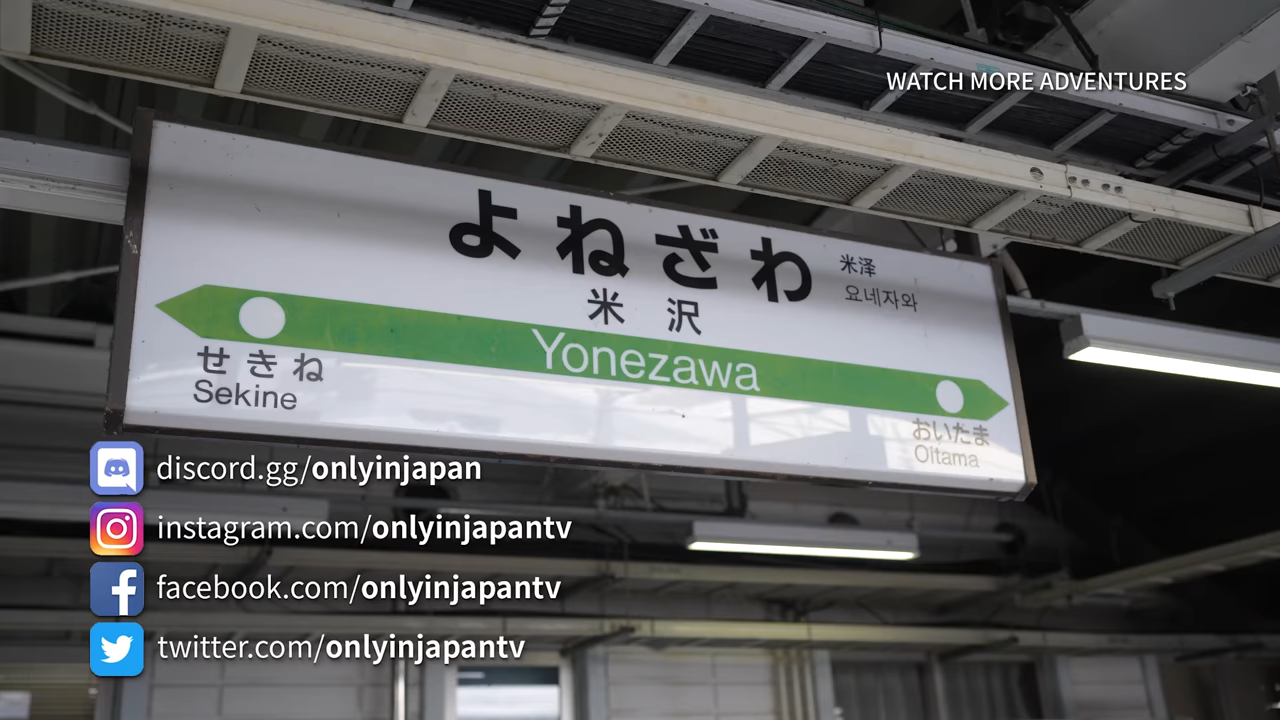 WATCH MORE ADVENTURES
よねざわ
米泽
요네자와
米沢
Yonezawa
せきね
Sekine
おいたま
Oitama
discord.gg/onlyinjapan
instagram.com/onlyinjapantv
facebook.com/onlyinjapantv
twitter.com/onlyinjapantv